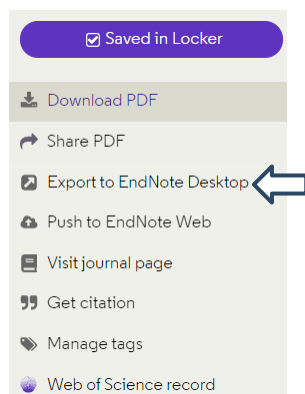 Saved in Locker
Download PDF
Share PDF
Export to EndNote Desktop
Push to EndNote Web
Visit journal page
Get citation
Manage tags
Web of Science record